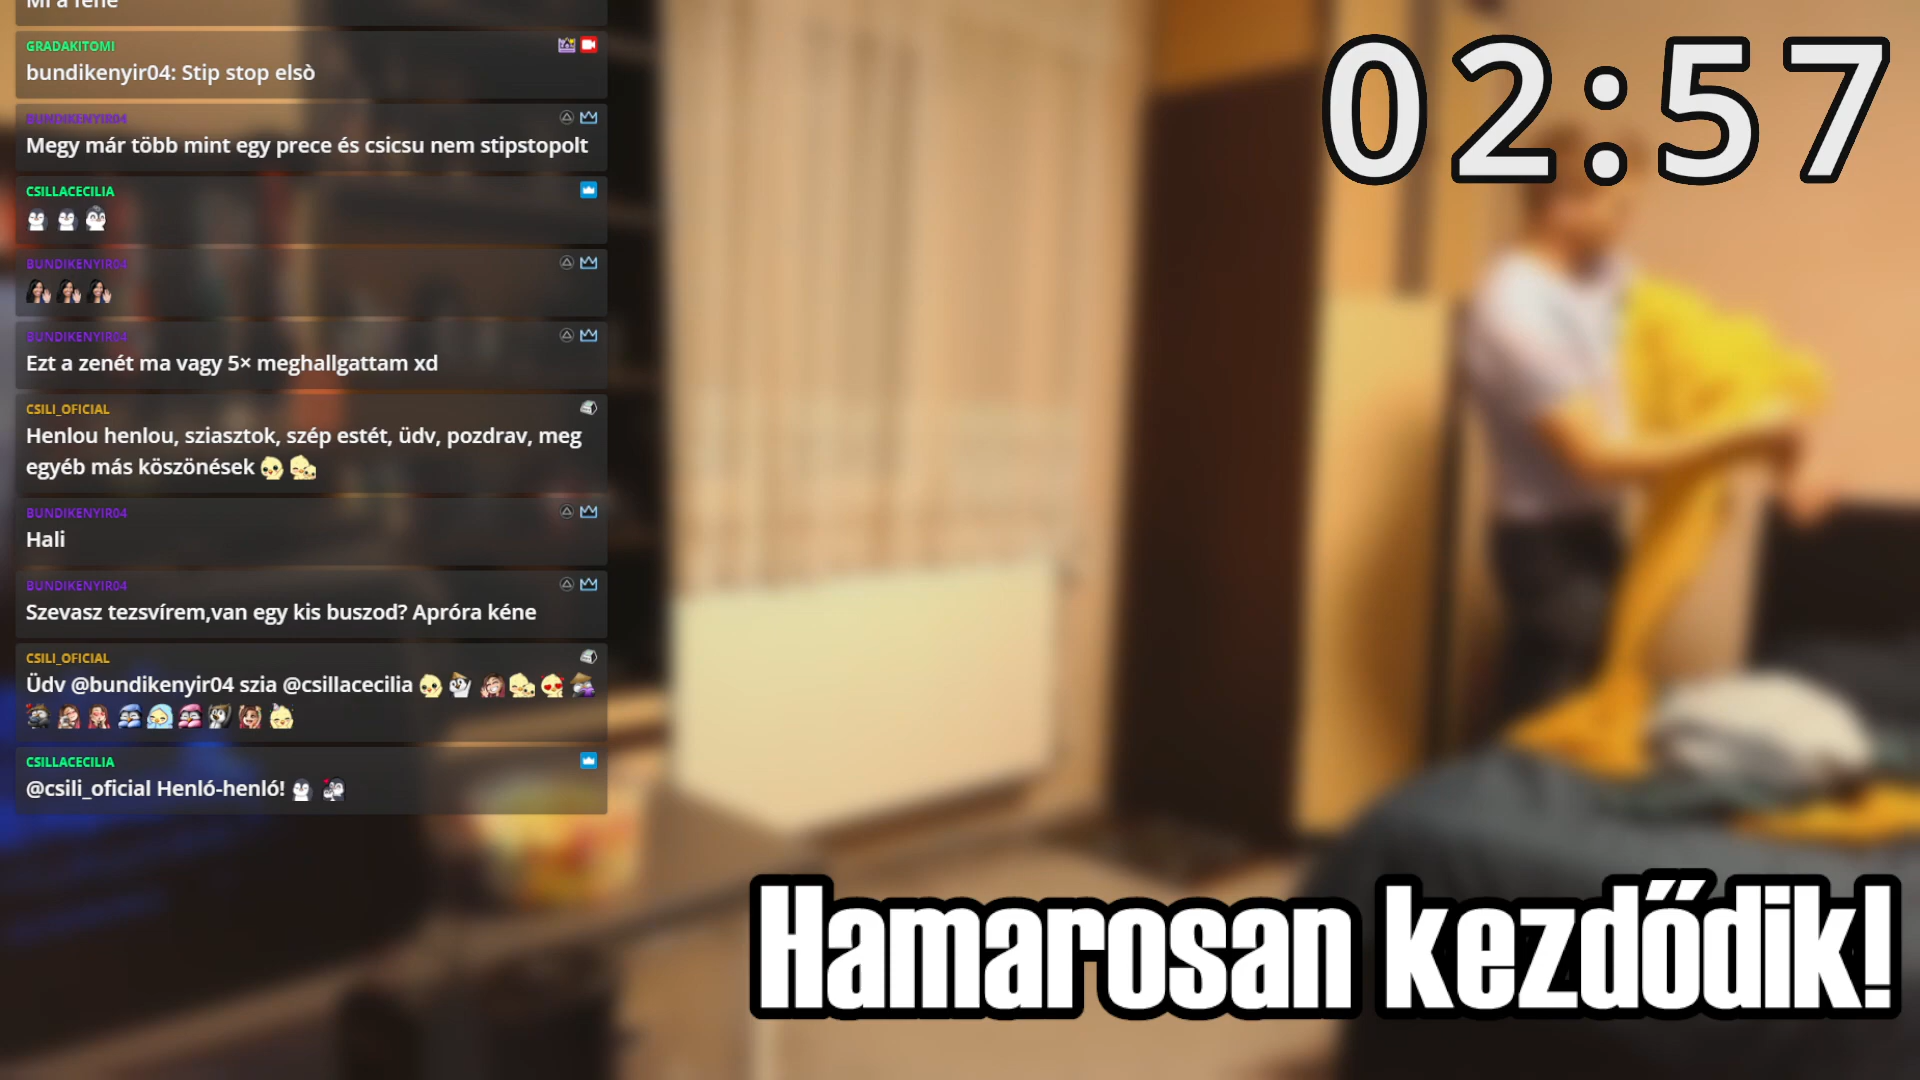 Mi a fene
GRADAKITOMI
bundikenyir04: Stip stop elsò
BUNDIKENYIR04
Megy már több mint egy prece és csicsu nem stipstopolt
CSILLACECILIA
BUNDIKENYIR04
BUNDIKENYIR04
Ezt a zenét ma vagy 5× meghallgattam xd
CSILI_OFICIAL
Henlou henlou, sziasztok, szép estét, üdv, pozdrav, meg
egyéb más köszönések
BUNDIKENYIR04
Hali
BUNDIKENYIR04
Szevasz tezsvírem,van egy kis buszod? Apróra kéne
CSILI_OFICIAL
Üdv @bundikenyir04 szia @csillacecilia
CSILLACECILIA
@csili_oficial Henló-henló!
02:57
Hamarosan kezdődik!